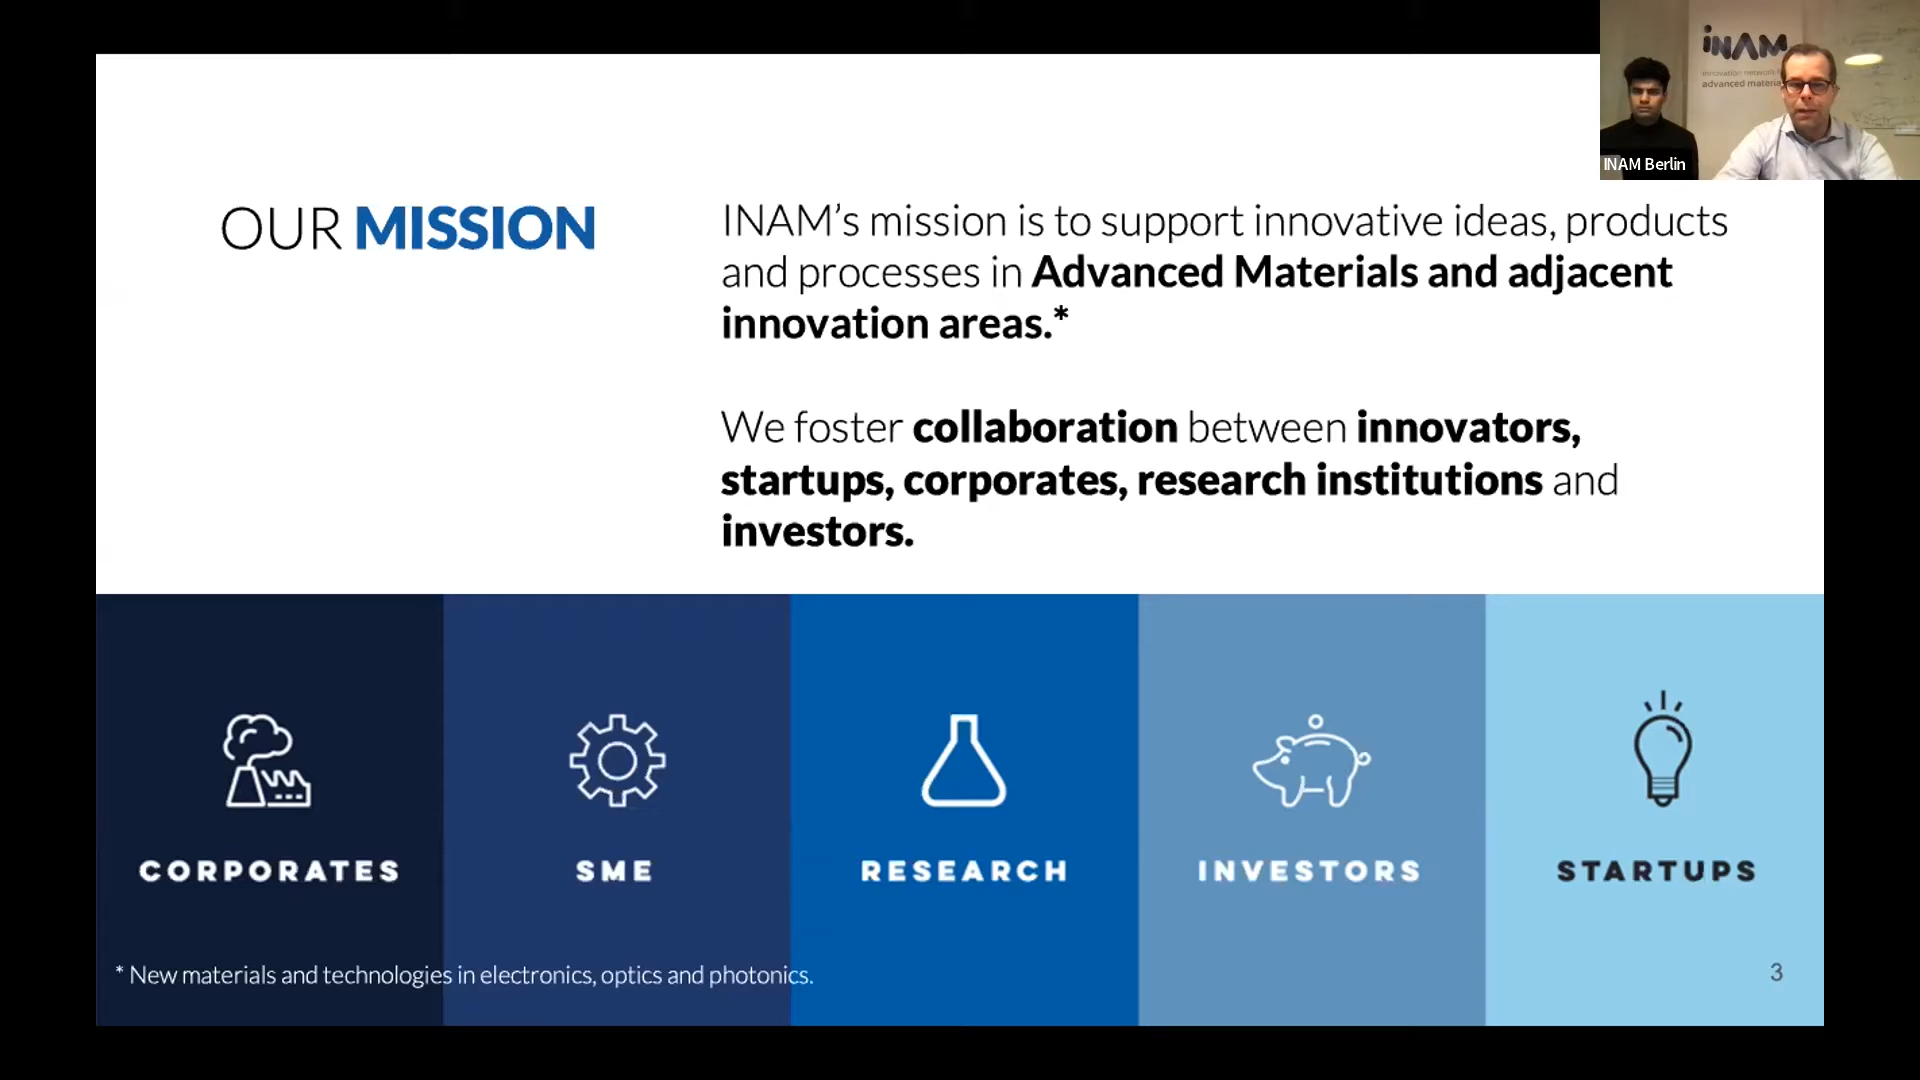 iNAM
innovation network
advanced materia
INAM Berlin
OUR MISSION
INAM’s mission is to support innovative ideas, products
and processes in Advanced Materials and adjacent
innovation areas.*
We foster collaboration between innovators,
startups, corporates, research institutions and
investors.
CORPORATES
SME
RESEARCH
INVESTORS
STARTUPS
* New materials and technologies in electronics, optics and photonics.
3